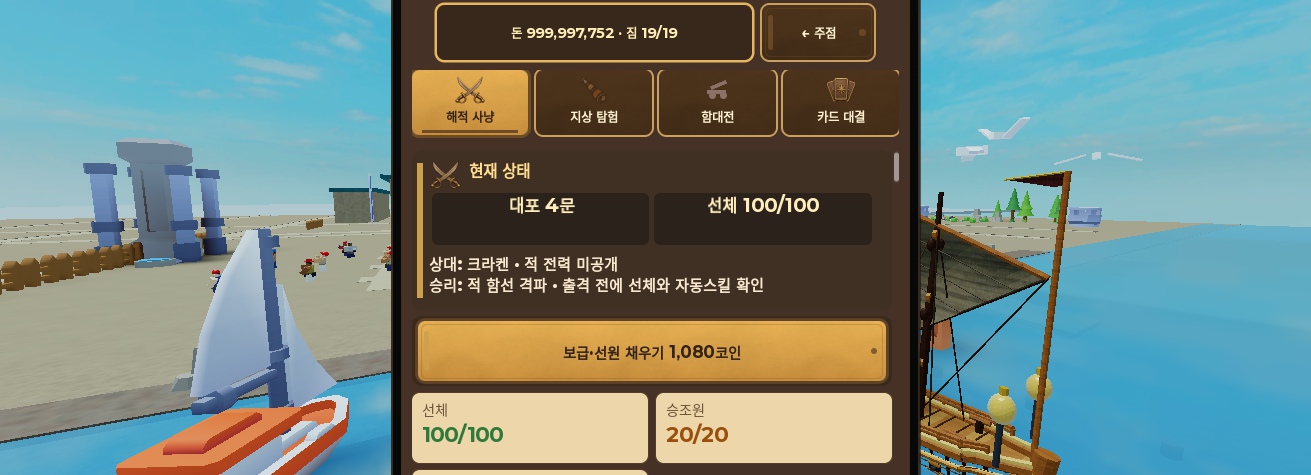 돈 999,997,752 · 짐 19/19
← 주점
해적 사냥
지상 탐험
함대전
카드 대결
현재 상태
대포 4문
선체 100/100
상대: 크라켄 · 적 전력 미공개
승리: 적 함선 격파 · 출격 전에 선체와 자동스킬 확인
보급·선원 채우기 1,080코인
선체
100/100
승조원
20/20